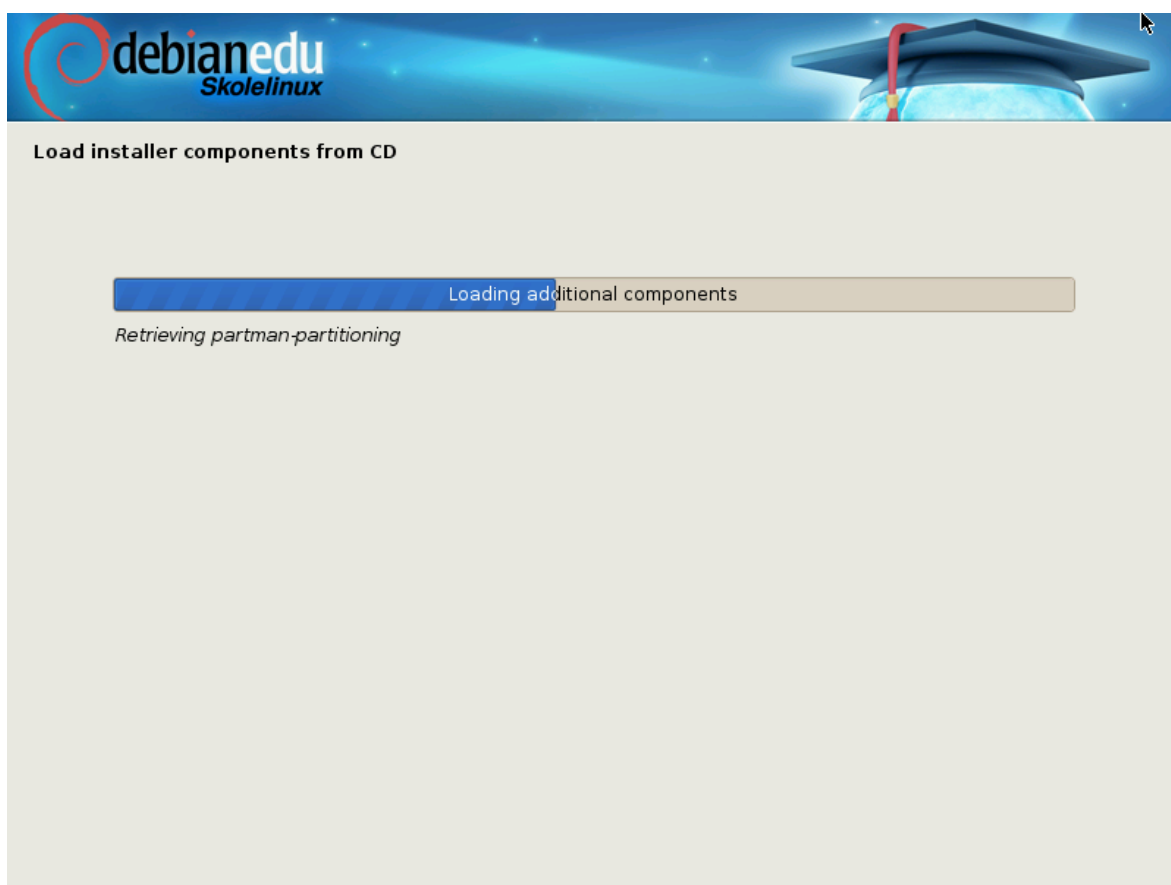 debianedu
Skolelinux
Load installer components from CD
Loading additional components
Retrieving partman-partitioning